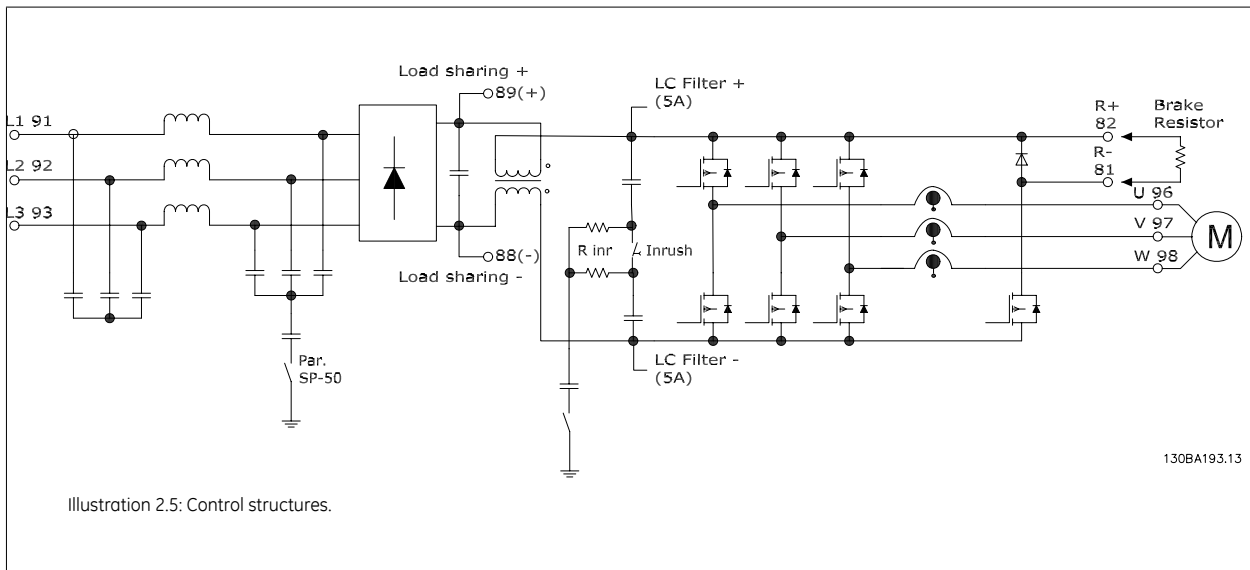 Load sharing +
89(+)
LC Filter +
(5A)
L1 91
R+
82
Brake
Resistor
R-
81
L2 92
U 96
L3 93
V 97
M
R inr
Inrush
W 98
88(-)
Load sharing -
Par.
SP-50
LC Filter -
(5A)
130BA193.13
Illustration 2.5: Control structures.